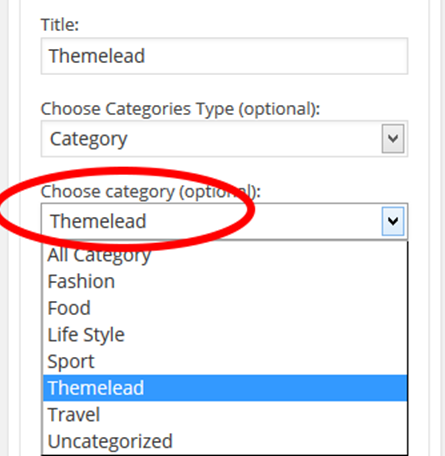 Title:
Themelead
Choose Categories Type (optional):
Category
Choose category (optional):
Themelead
All Category
Fashion
Food
Life Style
Sport
Themelead
Travel
Uncategorized